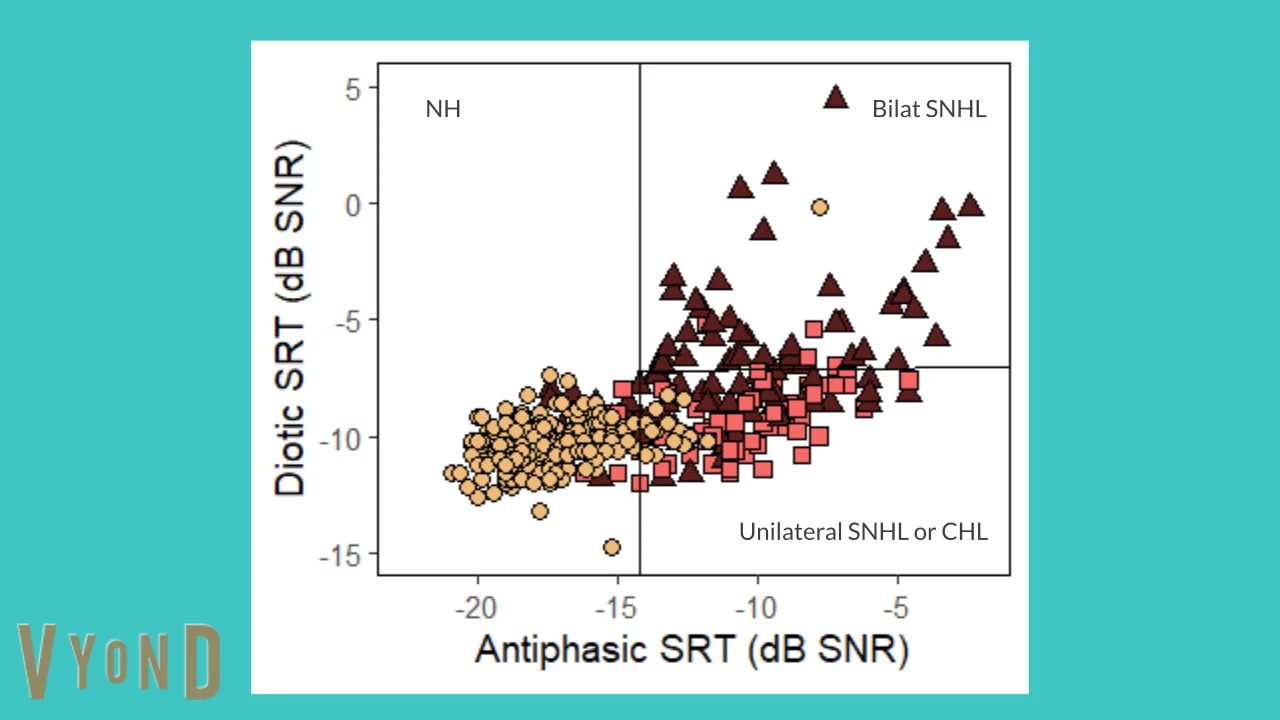 NH
Bilat SNHL
Unilateral SNHL or CHL
Diotic SRT (dB SNR)
5
0
-5
-10
-15
-20 -15 -10 -5
Antiphasic SRT (dB SNR)
VYOND